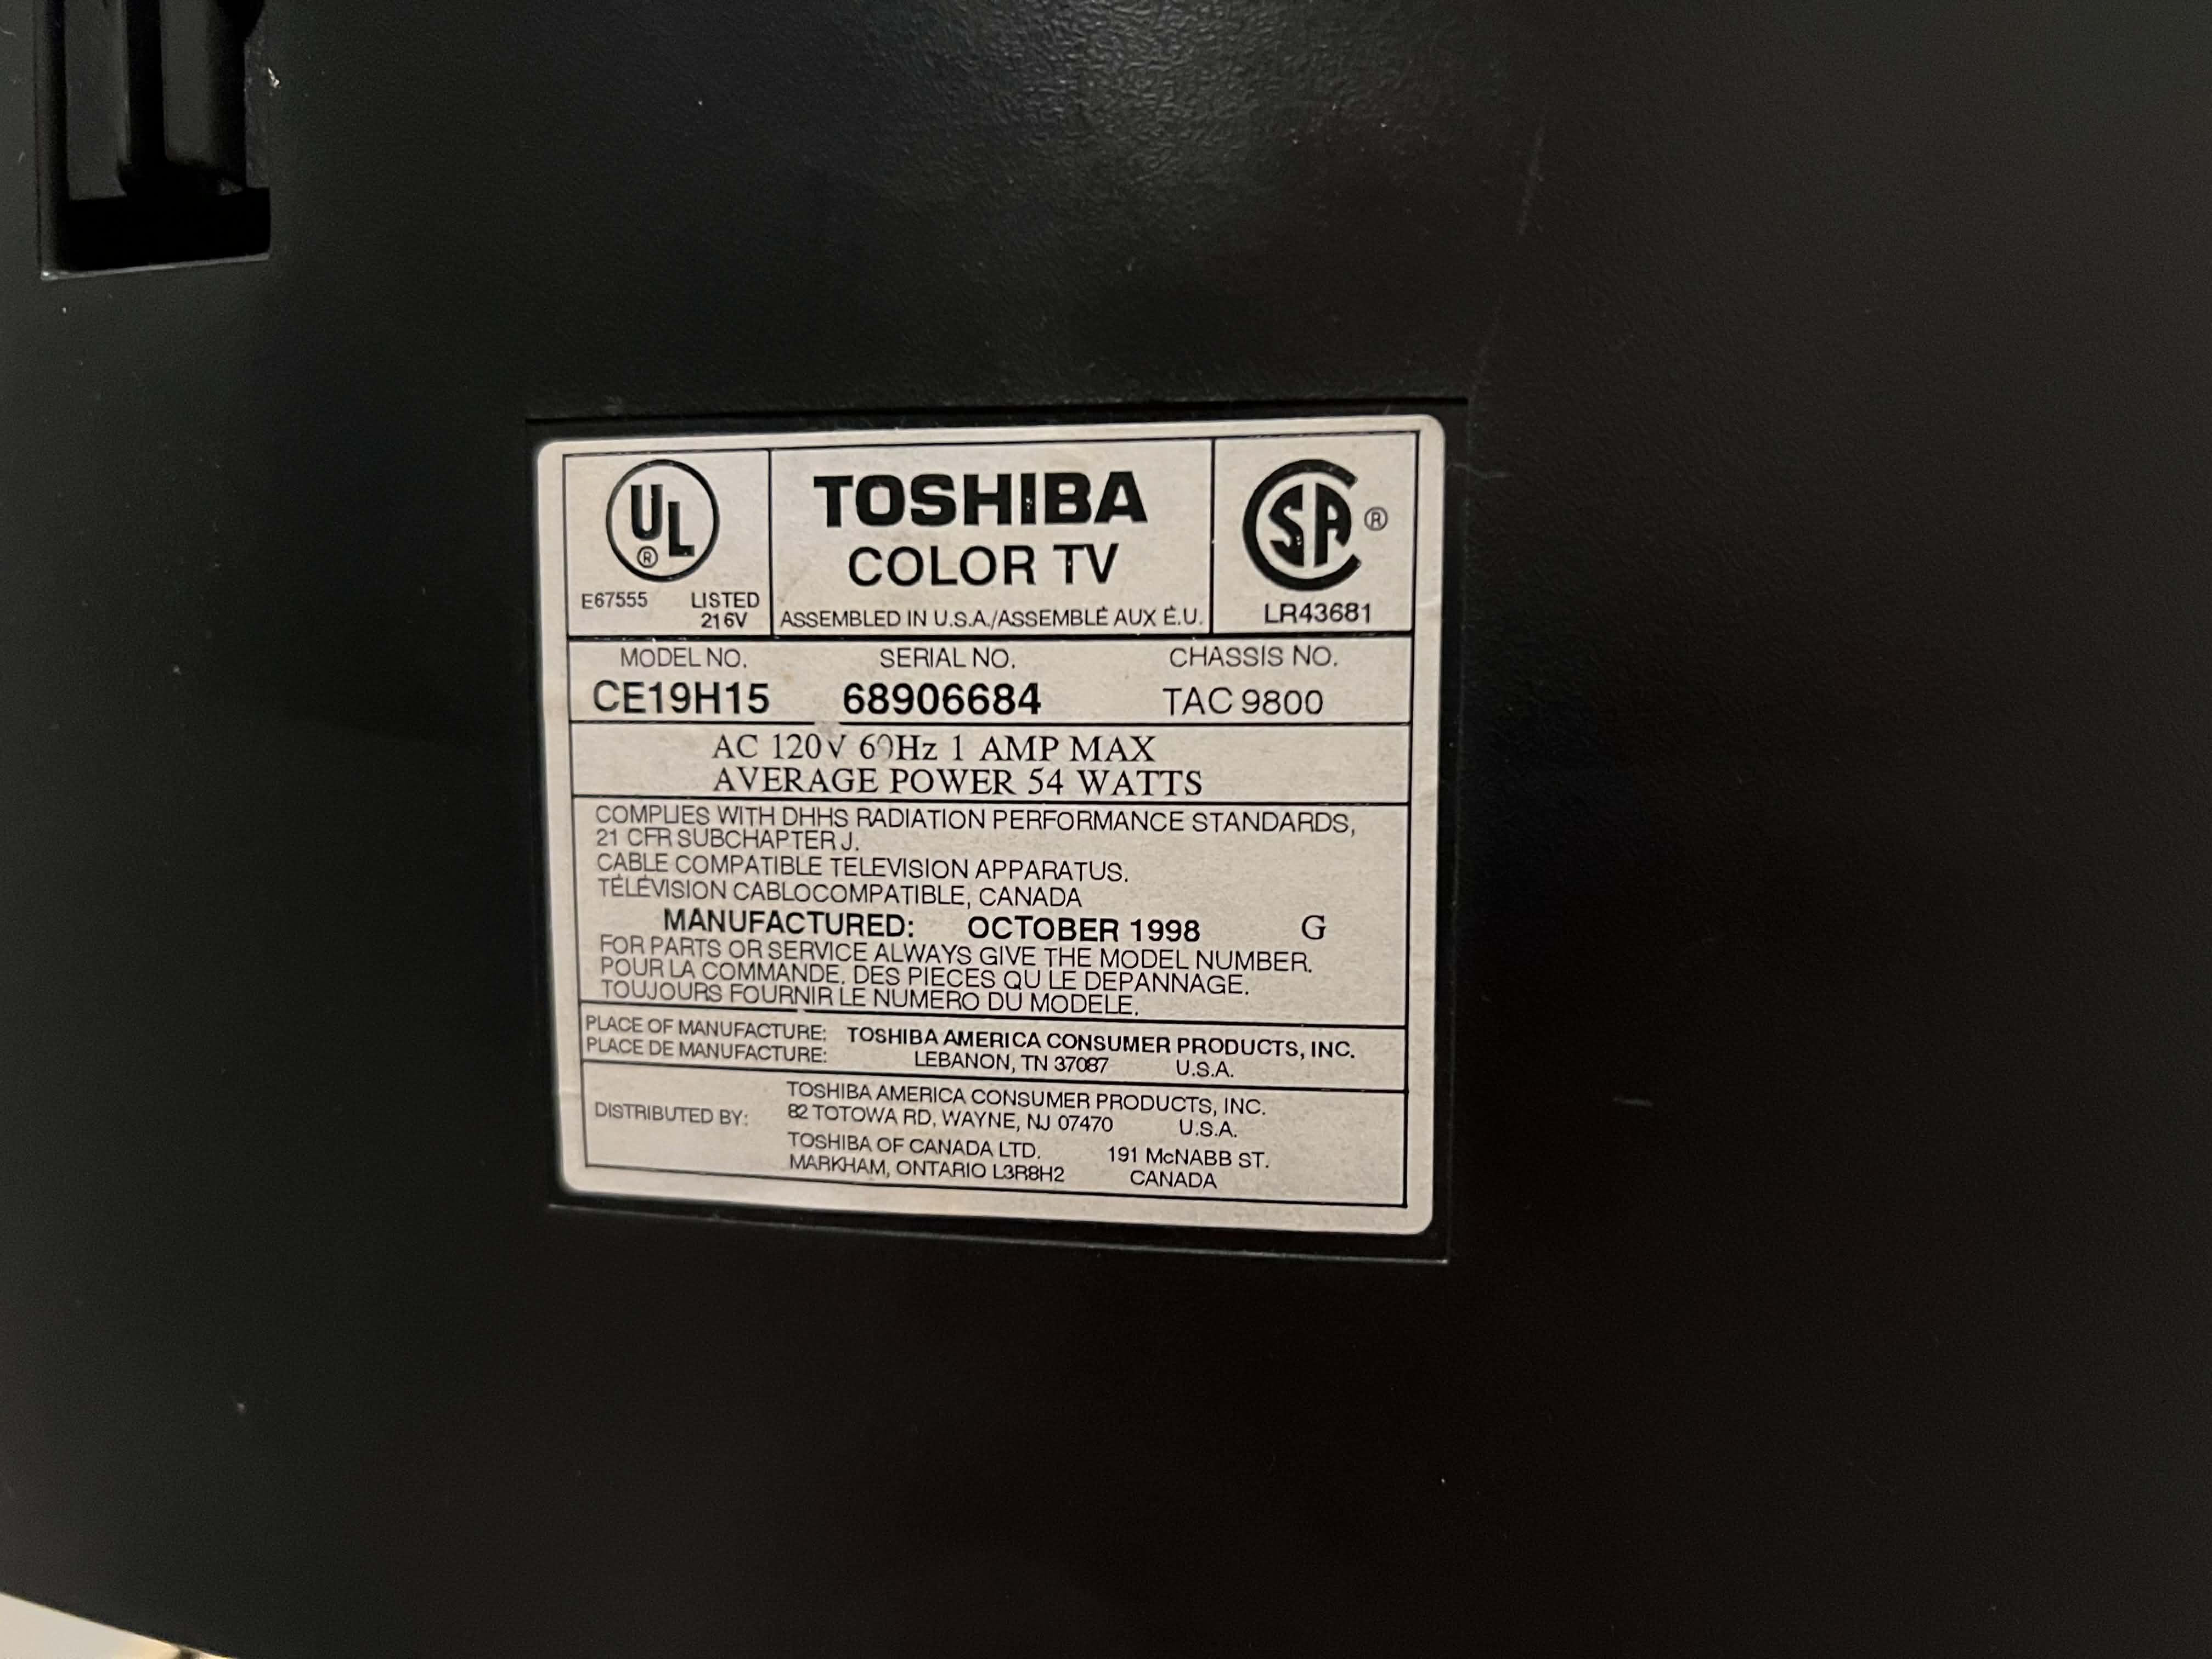 UL
®
E67555 LISTED
216V
TOSHIBA
COLOR TV
ASSEMBLED IN U.S.A./ASSEMBLÉ AUX É.U.
SA ®
LR43681
MODEL NO. SERIAL NO. CHASSIS NO.
CE19H15 68906684 TAC 9800
AC 120V 60Hz 1 AMP MAX
AVERAGE POWER 54 WATTS
COMPLIES WITH DHHS RADIATION PERFORMANCE STANDARDS,
21 CFR SUBCHAPTER J.
CABLE COMPATIBLE TELEVISION APPARATUS.
TÉLÉVISION CABLOCOMPATIBLE, CANADA
MANUFACTURED: OCTOBER 1998 G
FOR PARTS OR SERVICE ALWAYS GIVE THE MODEL NUMBER.
POUR LA COMMANDE, DES PIECES QU LE DEPANNAGE.
TOUJOURS FOURNIR LE NUMERO DU MODELE.
PLACE OF MANUFACTURE: TOSHIBA AMERICA CONSUMER PRODUCTS, INC.
PLACE DE MANUFACTURE: LEBANON, TN 37087 U.S.A.
DISTRIBUTED BY: TOSHIBA AMERICA CONSUMER PRODUCTS, INC.
82 TOTOWA RD, WAYNE, NJ 07470 U.S.A.
TOSHIBA OF CANADA LTD. 191 McNABB ST.
MARKHAM, ONTARIO L3R8H2 CANADA